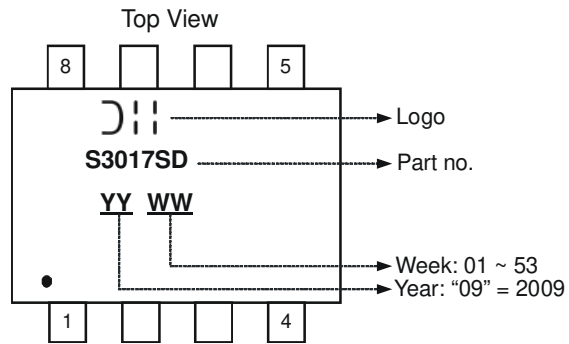 Top View
8 5
Logo
S3017SD
Part no.
YY WW
Week: 01 ~ 53
Year: “09” = 2009
1 4